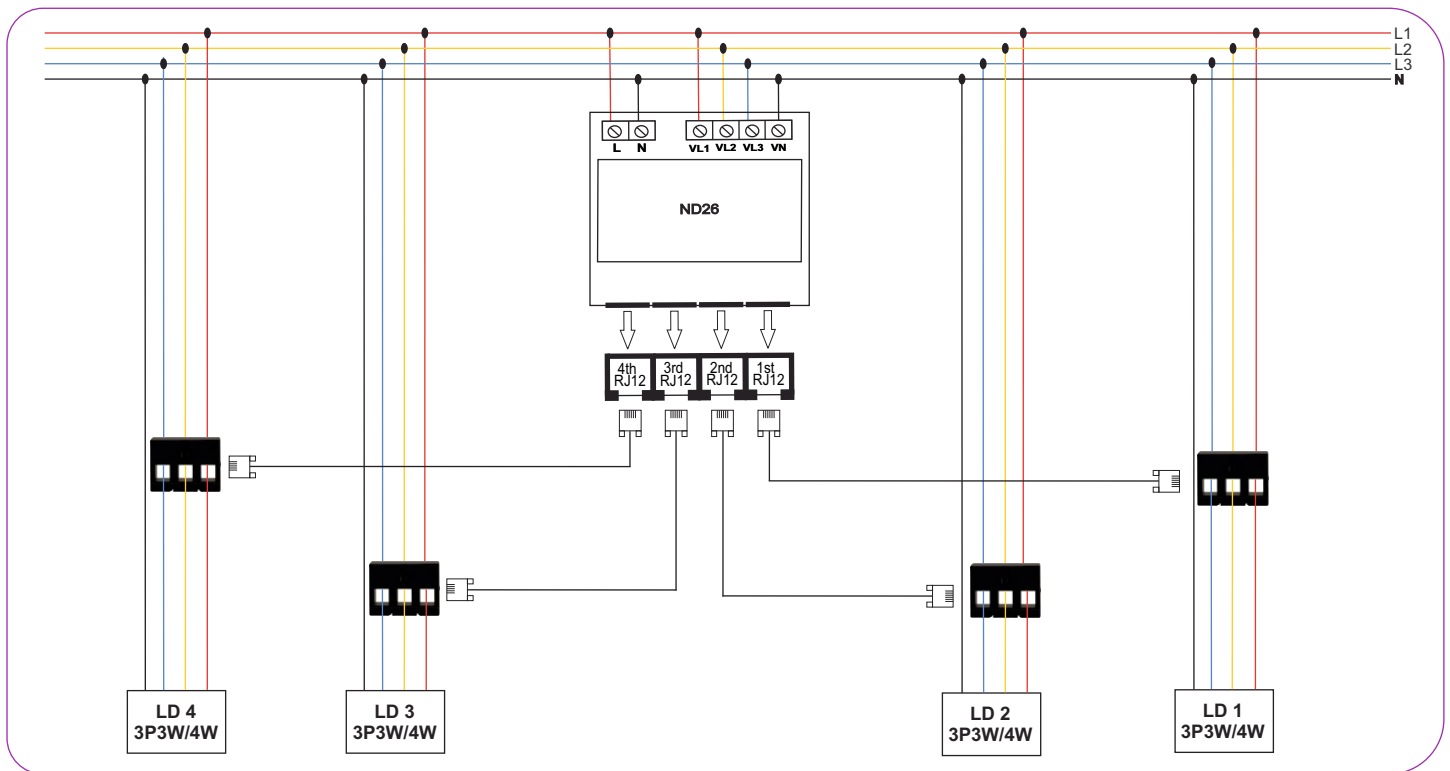 L1
L2
L3
N
L N VL1 VL2 VL3 VN
ND26
4th RJ12
3rd RJ12
2nd RJ12
1st RJ12
LD 4
3P3W/4W
LD 3
3P3W/4W
LD 2
3P3W/4W
LD 1
3P3W/4W